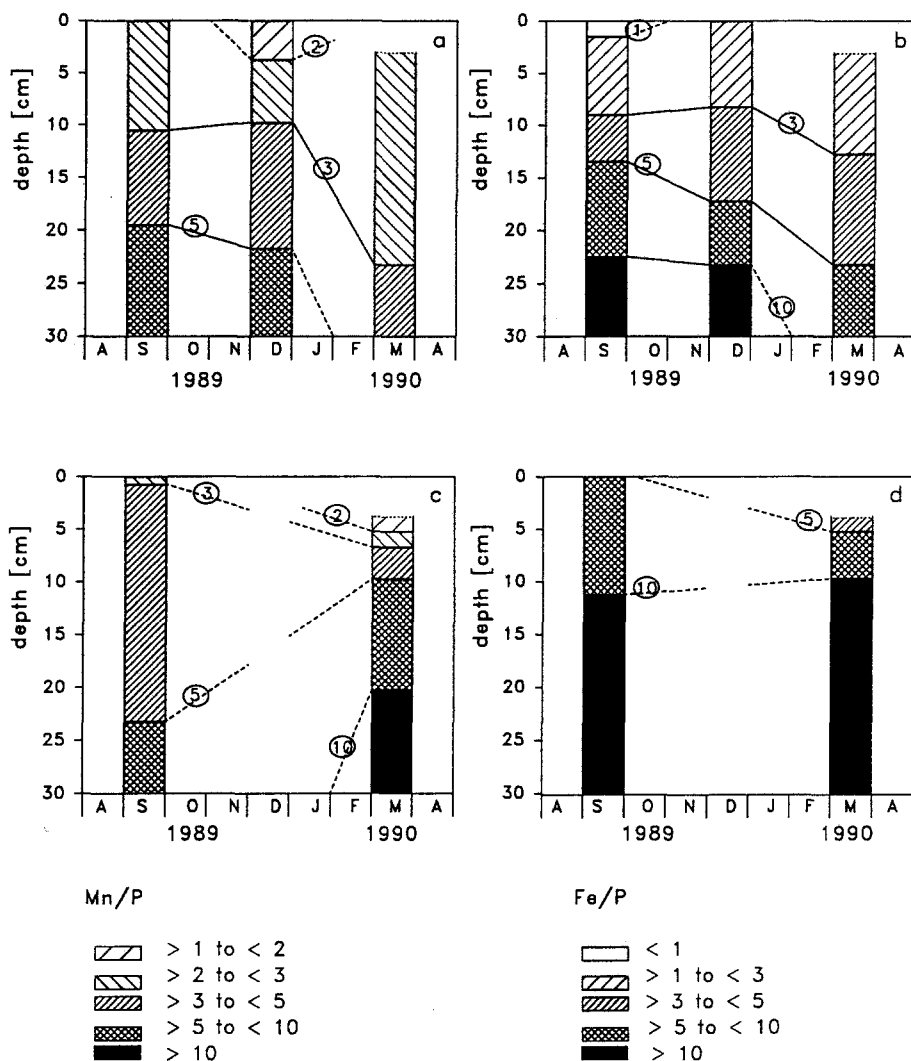 0 a
5
10
15
20
25
30
depth [cm]
2
3
5
A S O N D J F M A
1989 1990
0 b
5
10
15
20
25
30
depth [cm]
1
3
5
10
A S O N D J F M A
1989 1990
0 c
5
10
15
20
25
30
depth [cm]
3
2
5
10
A S O N D J F M A
1989 1990
0 d
5
10
15
20
25
30
depth [cm]
5
10
A S O N D J F M A
1989 1990
Mn/P
> 1 to < 2
> 2 to < 3
> 3 to < 5
> 5 to < 10
> 10
Fe/P
< 1
> 1 to < 3
> 3 to < 5
> 5 to < 10
> 10